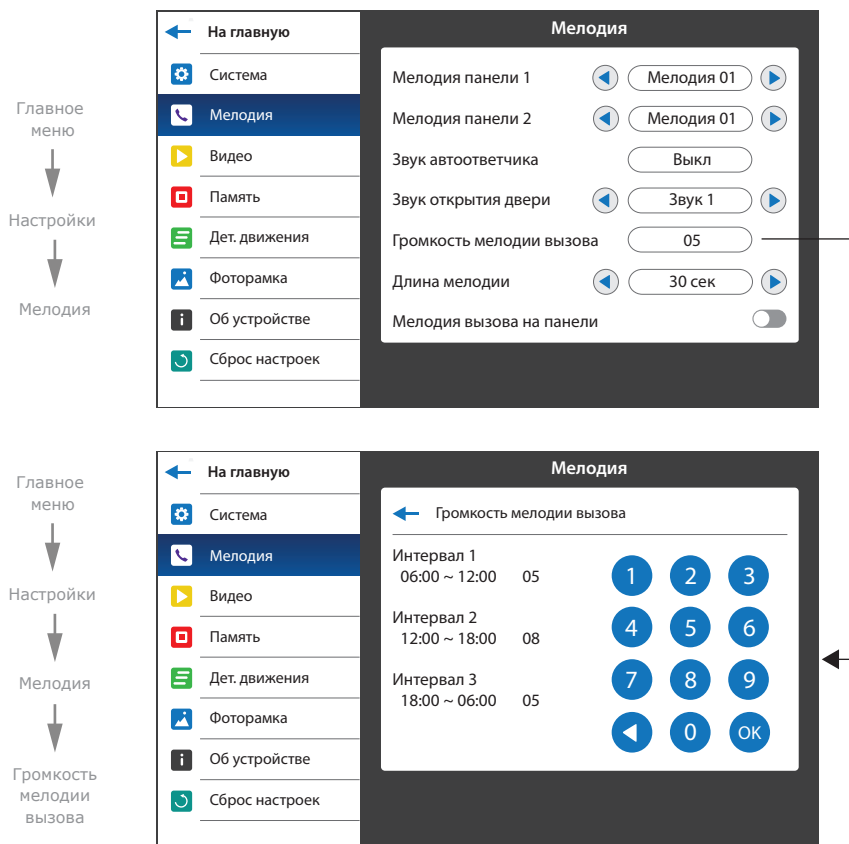 Главное
меню
Настройки
Мелодия
На главную
Система
Мелодия
Видео
Память
Дет. движения
Фоторамка
Об устройстве
Сброс настроек
Мелодия
Мелодия панели 1 Мелодия 01
Мелодия панели 2 Мелодия 01
Звук автоответчика Выкл
Звук открытия двери Звук 1
Громкость мелодии вызова 05
Длина мелодии 30 сек
Мелодия вызова на панели
Главное
меню
Настройки
Мелодия
Громкость
мелодии
вызова
На главную
Система
Мелодия
Видео
Память
Дет. движения
Фоторамка
Об устройстве
Сброс настроек
Мелодия
Громкость мелодии вызова
Интервал 1
06:00 ~ 12:00 05
Интервал 2
12:00 ~ 18:00 08
Интервал 3
18:00 ~ 06:00 05
1 2 3
4 5 6
7 8 9
0 OK